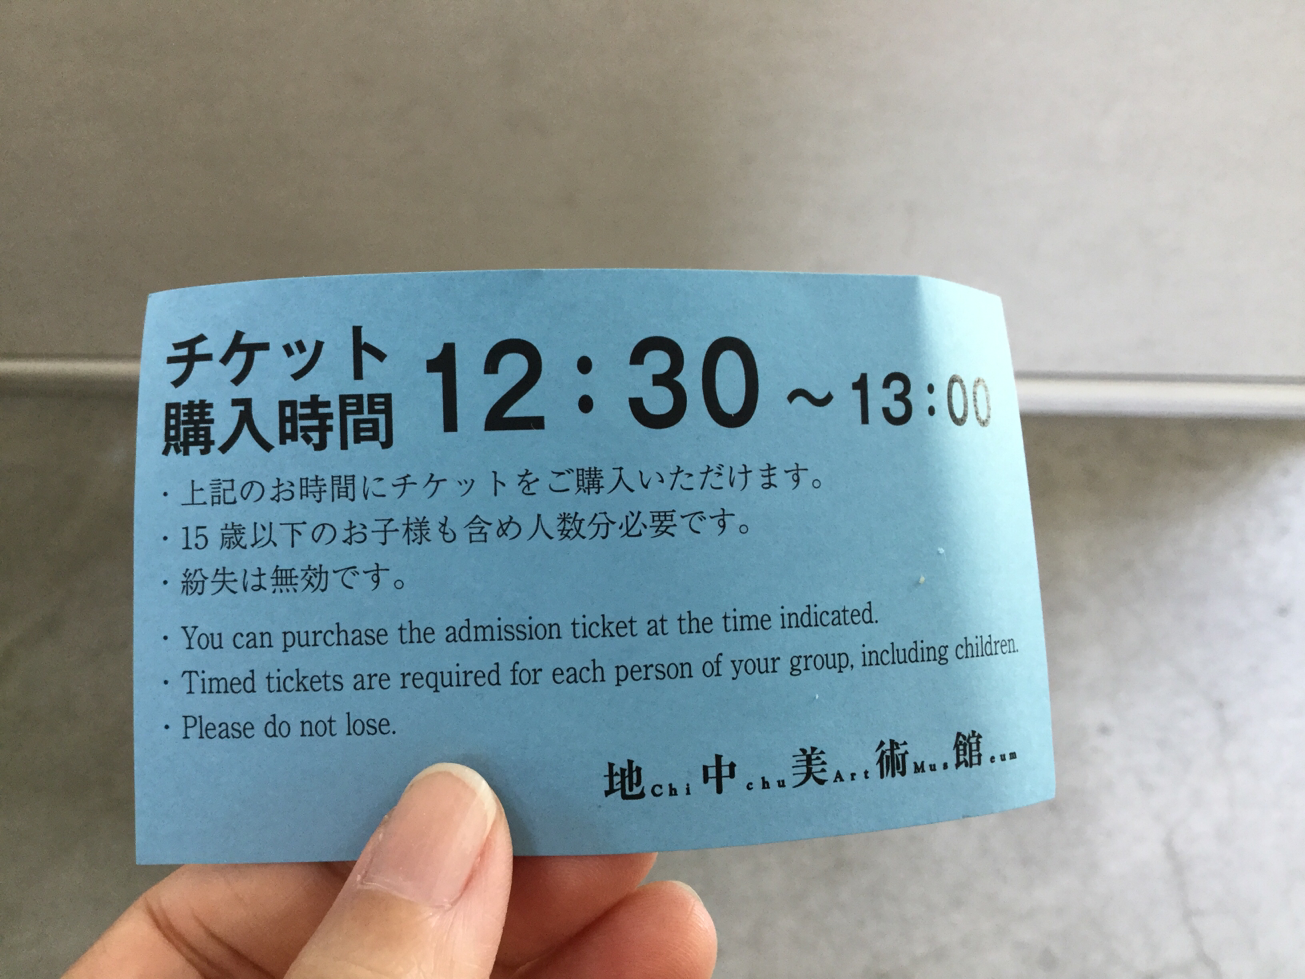 チケット
購入時間
12：30 ～13：00
・上記のお時間にチケットをご購入いただけます。
・15 歳以下のお子様も含め人数分必要です。
・紛失は無効です。
・You can purchase the admission ticket at the time indicated.
・Timed tickets are required for each person of your group, including children.
・Please do not lose.
地Chi中chu美Art術Mus館eum